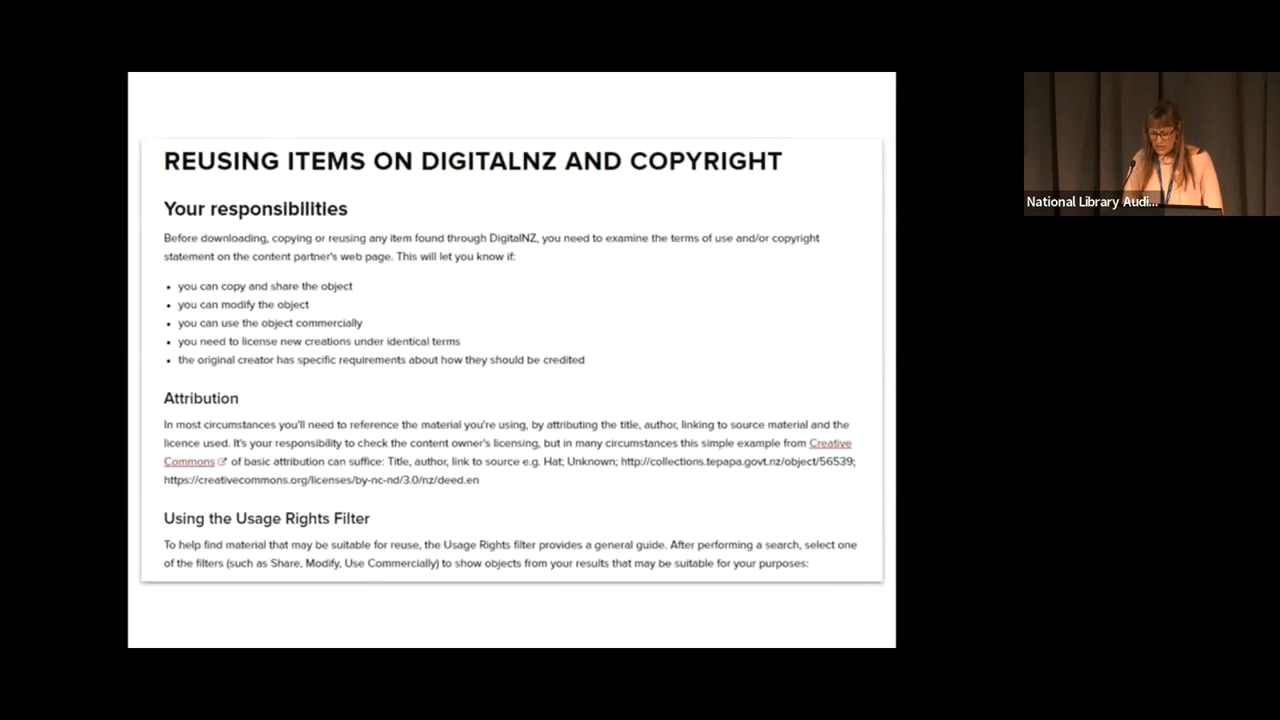 REUSING ITEMS ON DIGITALNZ AND COPYRIGHT
Your responsibilities
Before downloading, copying or reusing any item found through DigitalNZ, you need to examine the terms of use and/or copyright
statement on the content partner's web page. This will let you know if:
• you can copy and share the object
• you can modify the object
• you can use the object commercially
• you need to license new creations under identical terms
• the original creator has specific requirements about how they should be credited
Attribution
In most circumstances you'll need to reference the material you're using, by attributing the title, author, linking to source material and the
licence used. It's your responsibility to check the content owner's licensing, but in many circumstances this simple example from Creative
Commons of basic attribution can suffice: Title, author, link to source e.g. Hat; Unknown; http://collections.tepapa.govt.nz/object/56539;
https://creativecommons.org/licenses/by-nc-nd/3.0/nz/deed.en
Using the Usage Rights Filter
To help find material that may be suitable for reuse, the Usage Rights filter provides a general guide. After performing a search, select one
of the filters (such as Share, Modify, Use Commercially) to show objects from your results that may be suitable for your purposes:
National Library Audi...